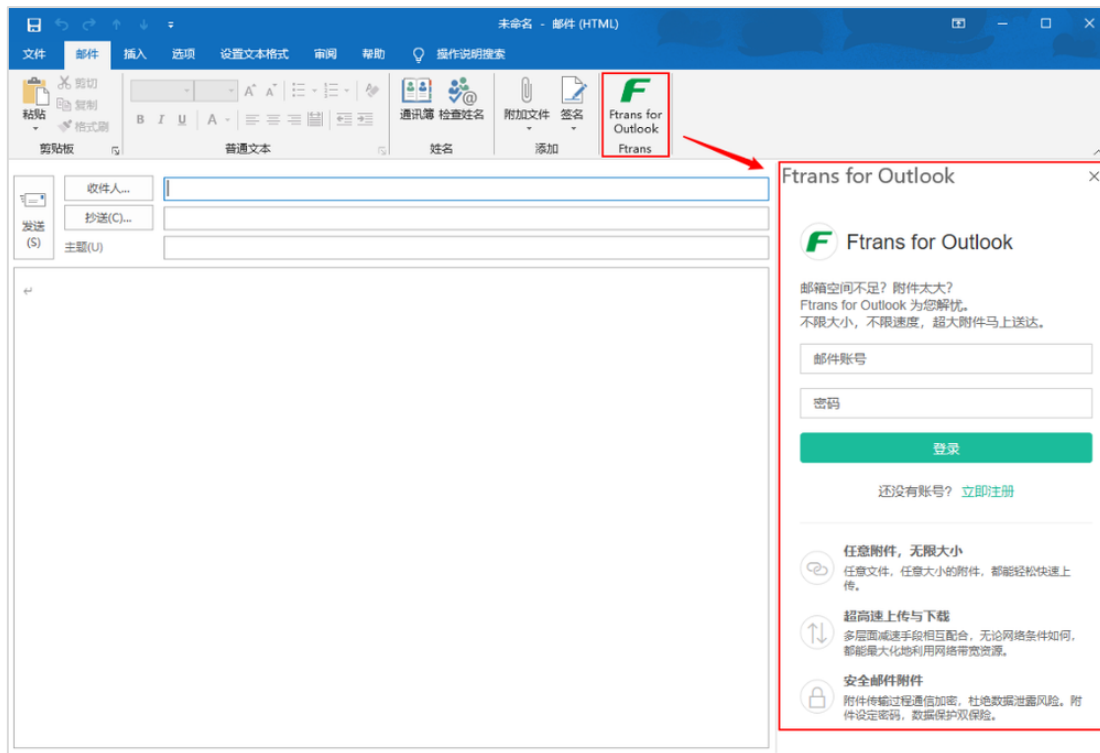 未命名 - 邮件 (HTML)
文件 邮件 插入 选项 设置文本格式 审阅 帮助 操作说明搜索
粘贴
剪切
复制
格式刷
剪贴板
B I U A
普通文本
通讯簿 检查姓名
姓名
附加文件 签名
添加
Ftrans for
Outlook
Ftrans
发送
(S)
收件人...
抄送(C)...
主题(U)
Ftrans for Outlook
Ftrans for Outlook
邮箱空间不足？附件太大？
Ftrans for Outlook 为您解忧。
不限大小，不限速度，超大附件马上送达。
邮件账号
密码
登录
还没有账号？ 立即注册
任意附件，无限大小
任意文件，任意大小的附件，都能轻松快速上
传。
超高速上传与下载
多层面减速手段相互配合，无论网络条件如何，
都能最大化地利用网络带宽资源。
安全邮件附件
附件传输过程通信加密，杜绝数据泄露风险。附
件设定密码，数据保护双保险。